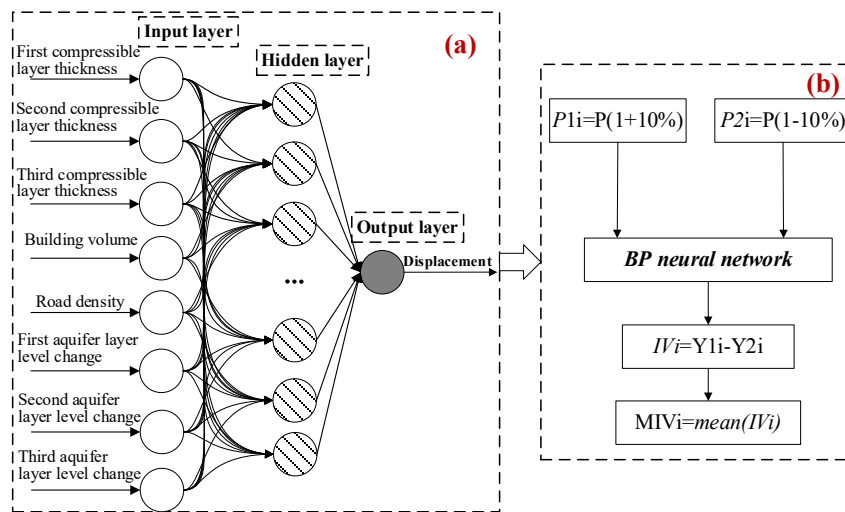 Input layer
(a)
Hidden layer
First compressible
layer thickness
Second compressible
layer thickness
Third compressible
layer thickness
Building volume
Road density
First aquifer layer
level change
Second aquifer
layer level change
Third aquifer
layer level change
...
Output layer
Displacement
(b)
P1i=P(1+10%)
P2i=P(1-10%)
BP neural network
IVi=Y1i-Y2i
MIVi=mean(IVi)